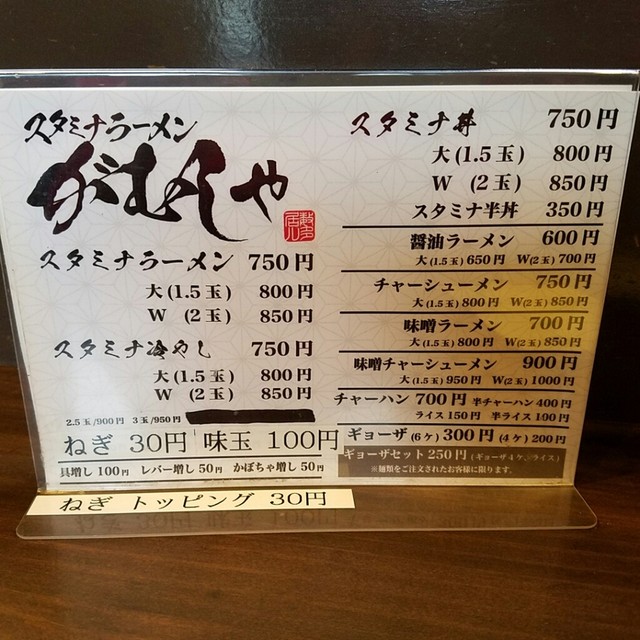 スタミナラーメン
がむしゃ
越多
居心
スタミナラーメン 750円
大(1.5玉) 800円
W (2玉) 850円
スタミナ冷やし 750円
大(1.5玉) 800円
W (2玉) 850円
2.5玉/900円 3玉/950円
ねぎ 30円 味玉 100円
具増し100円 レバー増し50円 かぼちゃ増し50円
スタミナ丼 750円
大(1.5玉) 800円
W (2玉) 850円
スタミナ半丼 350円
醤油ラーメン 600円
大(1.5玉)650円 W(2玉)700円
チャーシューメン 750円
大(1.5玉)800円 W(2玉)850円
味噌ラーメン 700円
大(1.5玉)800円 W(2玉)850円
味噌チャーシューメン 900円
大(1.5玉)950円 W(2玉)1000円
チャーハン 700円 半チャーハン400円
ライス150円 半ライス100円
ギョーザ(6ヶ)300円(4ヶ)200円
ギョーザセット250円(ギョーザ4ケ、ライス)
※麺類をご注文されたお客様に限ります。
ねぎ トッピング 30円